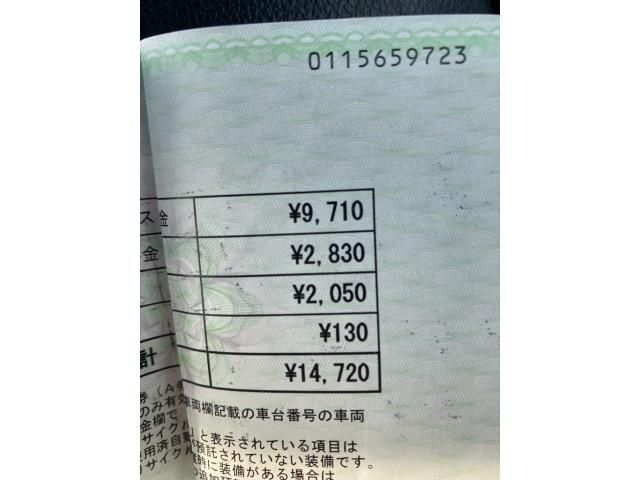 0115659723
ス金 ¥9,710
金 ¥2,830
¥2,050
¥130
計 ¥14,720
券（A
のみ有効 車両欄記載の車台番号の車両
金欄で
サイクル 」と表示されている項目は
用済自動 預託されていない装備です。
サイクル 時に装備がある場合は